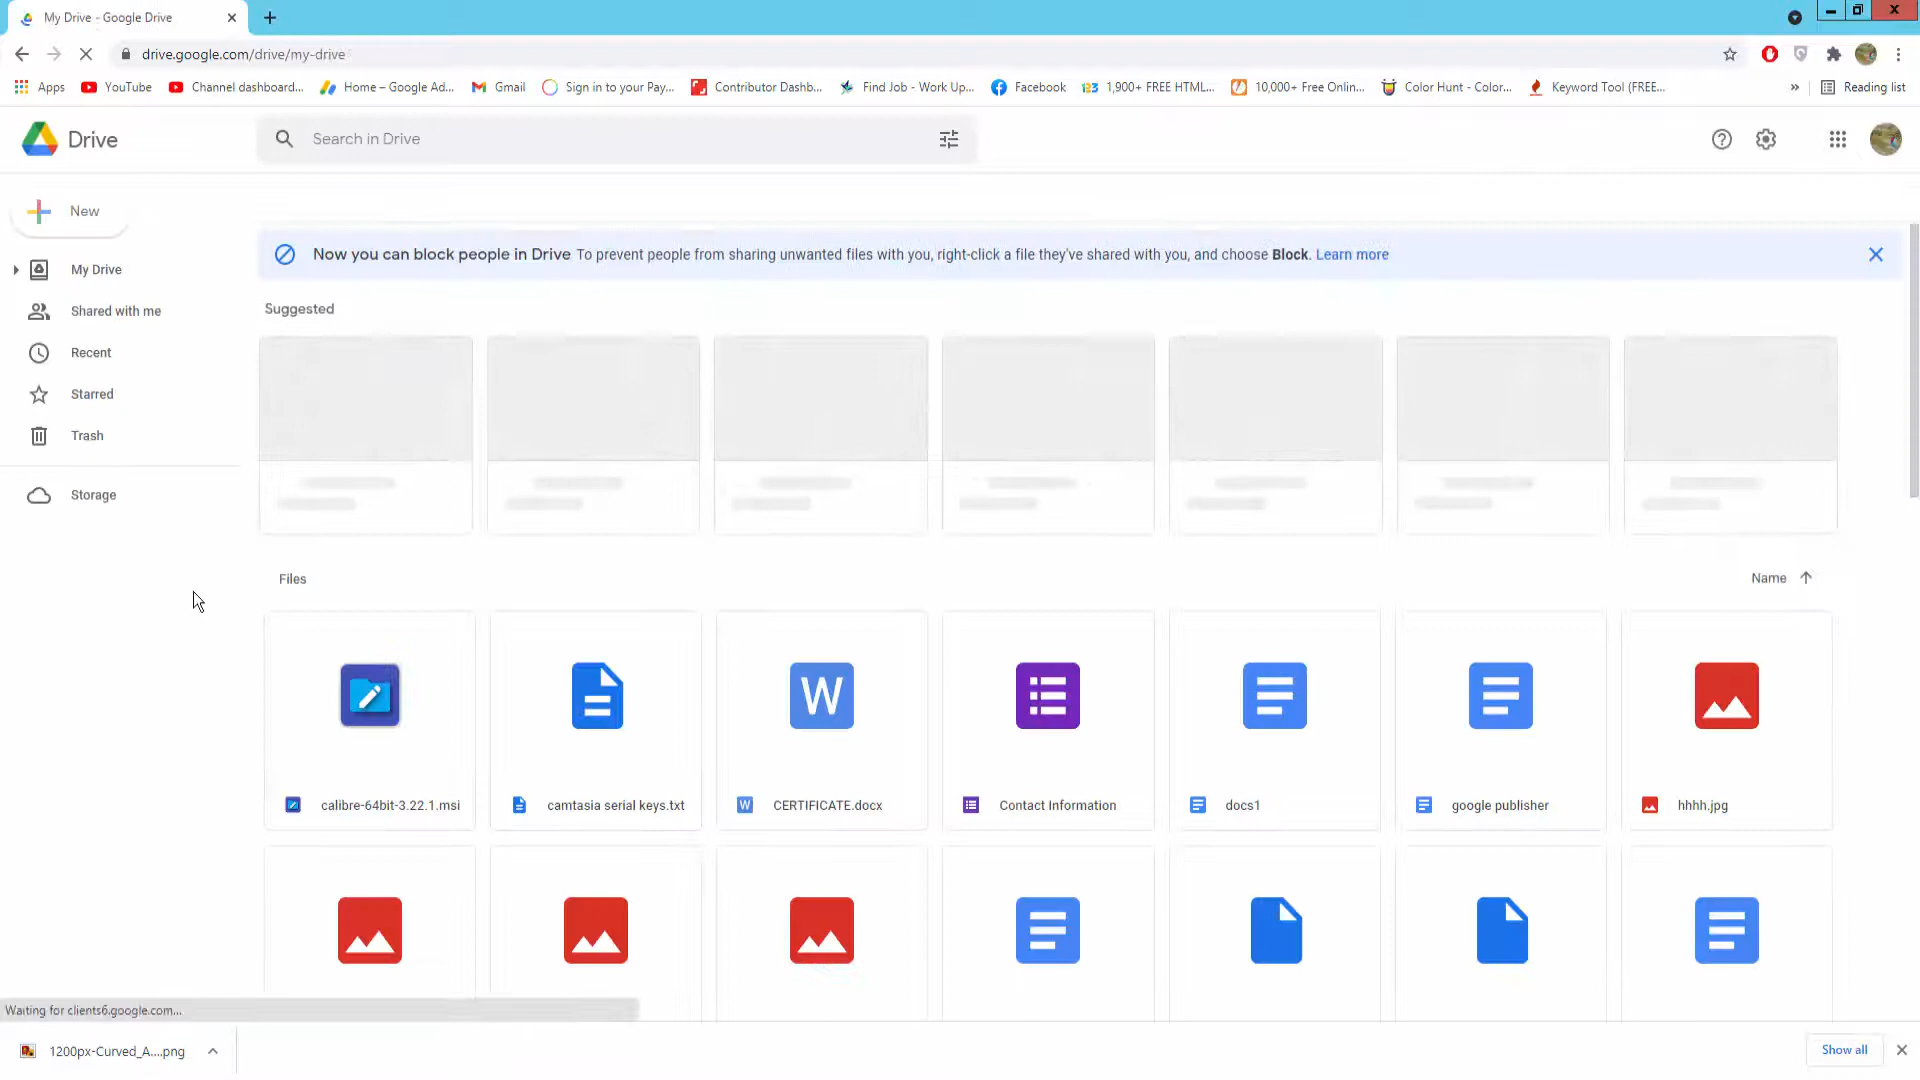 My Drive - Google Drive
drive.google.com/drive/my-drive
Apps
YouTube
Channel dashboard...
Home – Google Ad...
Gmail
Sign in to your Pay...
Contributor Dashb...
Find Job - Work Up...
Facebook
123
1,900+ FREE HTML...
10,000+ Free Onlin...
Color Hunt - Color...
Keyword Tool (FREE...
»
Reading list
Drive
Search in Drive
New
Now you can block people in Drive To prevent people from sharing unwanted files with you, right-click a file they've shared with you, and choose Block. Learn more
My Drive
Shared with me
Recent
Starred
Trash
Storage
Suggested
Files
Name
W
calibre-64bit-3.22.1.msi
camtasia serial keys.txt
W
CERTIFICATE.docx
Contact Information
docs1
google publisher
hhhh.jpg
Waiting for clients6.google.com...
1200px-Curved_A....png
Show all